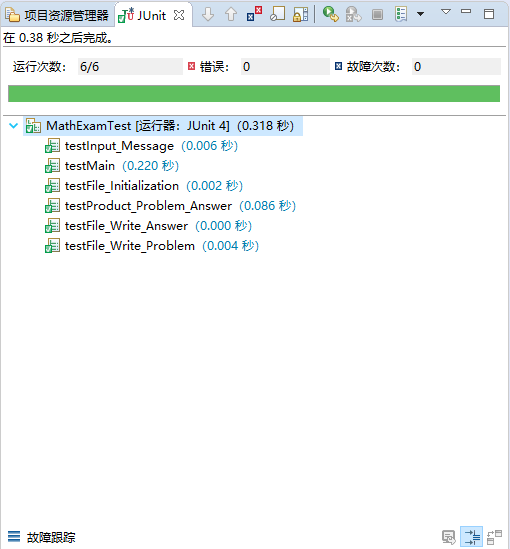 项目资源管理器 JUnit
在 0.38 秒之后完成。
运行次数： 6/6 错误： 0 故障次数： 0
MathExamTest [运行器：JUnit 4]（0.318 秒）
testInput_Message（0.006 秒）
testMain（0.220 秒）
testFile_Initialization（0.002 秒）
testProduct_Problem_Answer（0.086 秒）
testFile_Write_Answer（0.000 秒）
testFile_Write_Problem（0.004 秒）
故障跟踪